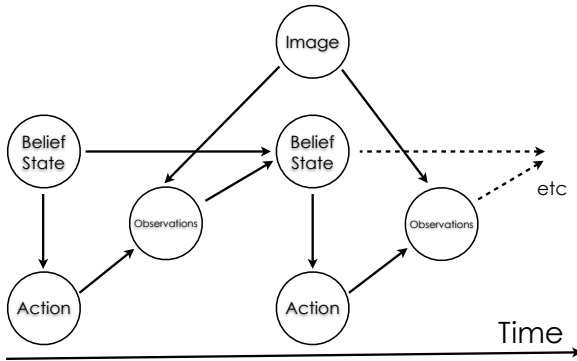 Image
Belief
State
Belief
State
Observations
Observations
etc
Action
Action
Time